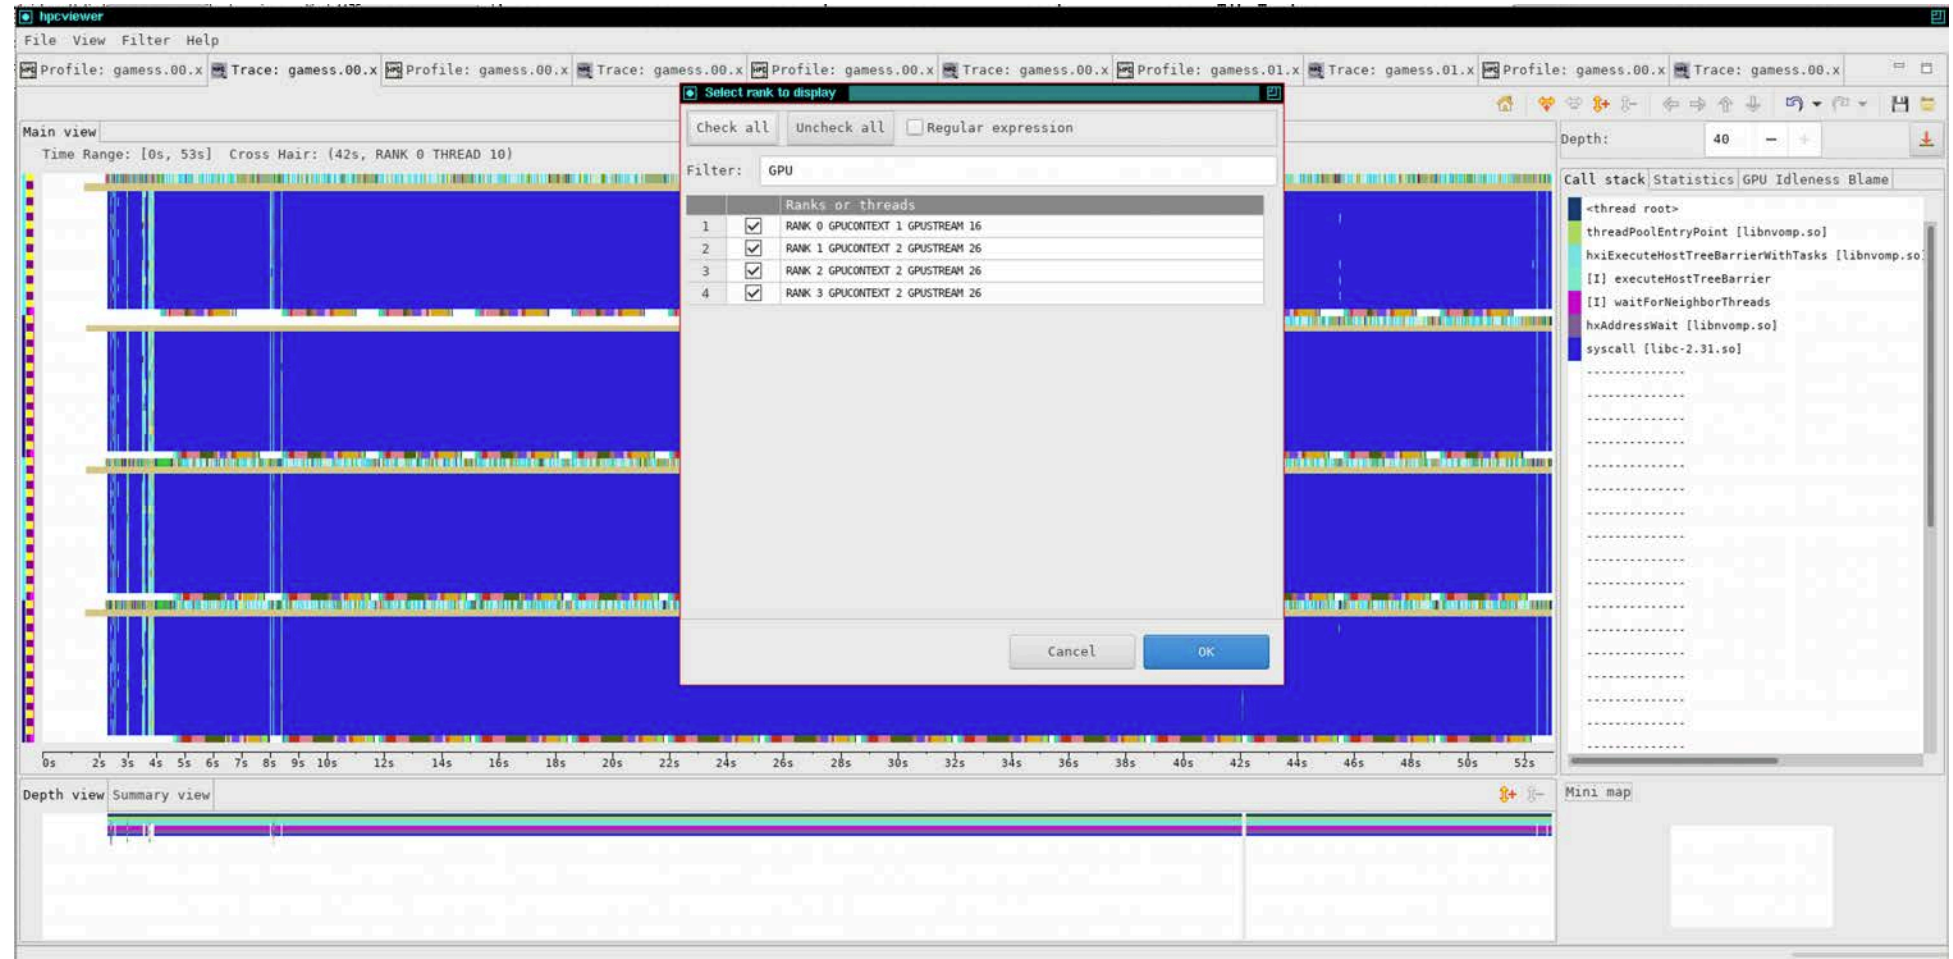 hpcviewer
File View Filter Help
Profile: gamess.00.x Trace: gamess.00.x Profile: gamess.00.x Trace: gamess.00.x Profile: gamess.00.x Trace: gamess.00.x Profile: gamess.01.x Trace: gamess.01.x Profile: gamess.00.x Trace: gamess.00.x
Main view
Time Range: [0s, 53s] Cross Hair: (42s, RANK 0 THREAD 10)
Select rank to display
Check all Uncheck all Regular expression
Filter: GPU
Ranks or threads
1 RANK 0 GPUCONTEXT 1 GPUSTREAM 16
2 RANK 1 GPUCONTEXT 2 GPUSTREAM 26
3 RANK 2 GPUCONTEXT 2 GPUSTREAM 26
4 RANK 3 GPUCONTEXT 2 GPUSTREAM 26
Cancel OK
Depth: 40
Call stack Statistics GPU Idleness Blame
<thread root>
threadPoolEntryPoint [libnvomp.so]
hxiExecuteHostTreeBarrierWithTasks [libnvomp.so
[I] executeHostTreeBarrier
[I] waitForNeighborThreads
hxAddressWait [libnvomp.so]
syscall [libc-2.31.so]
0s 2s 3s 4s 5s 6s 7s 8s 9s 10s 12s 14s 16s 18s 20s 22s 24s 26s 28s 30s 32s 34s 36s 38s 40s 42s 44s 46s 48s 50s 52s
Depth view Summary view
Mini map